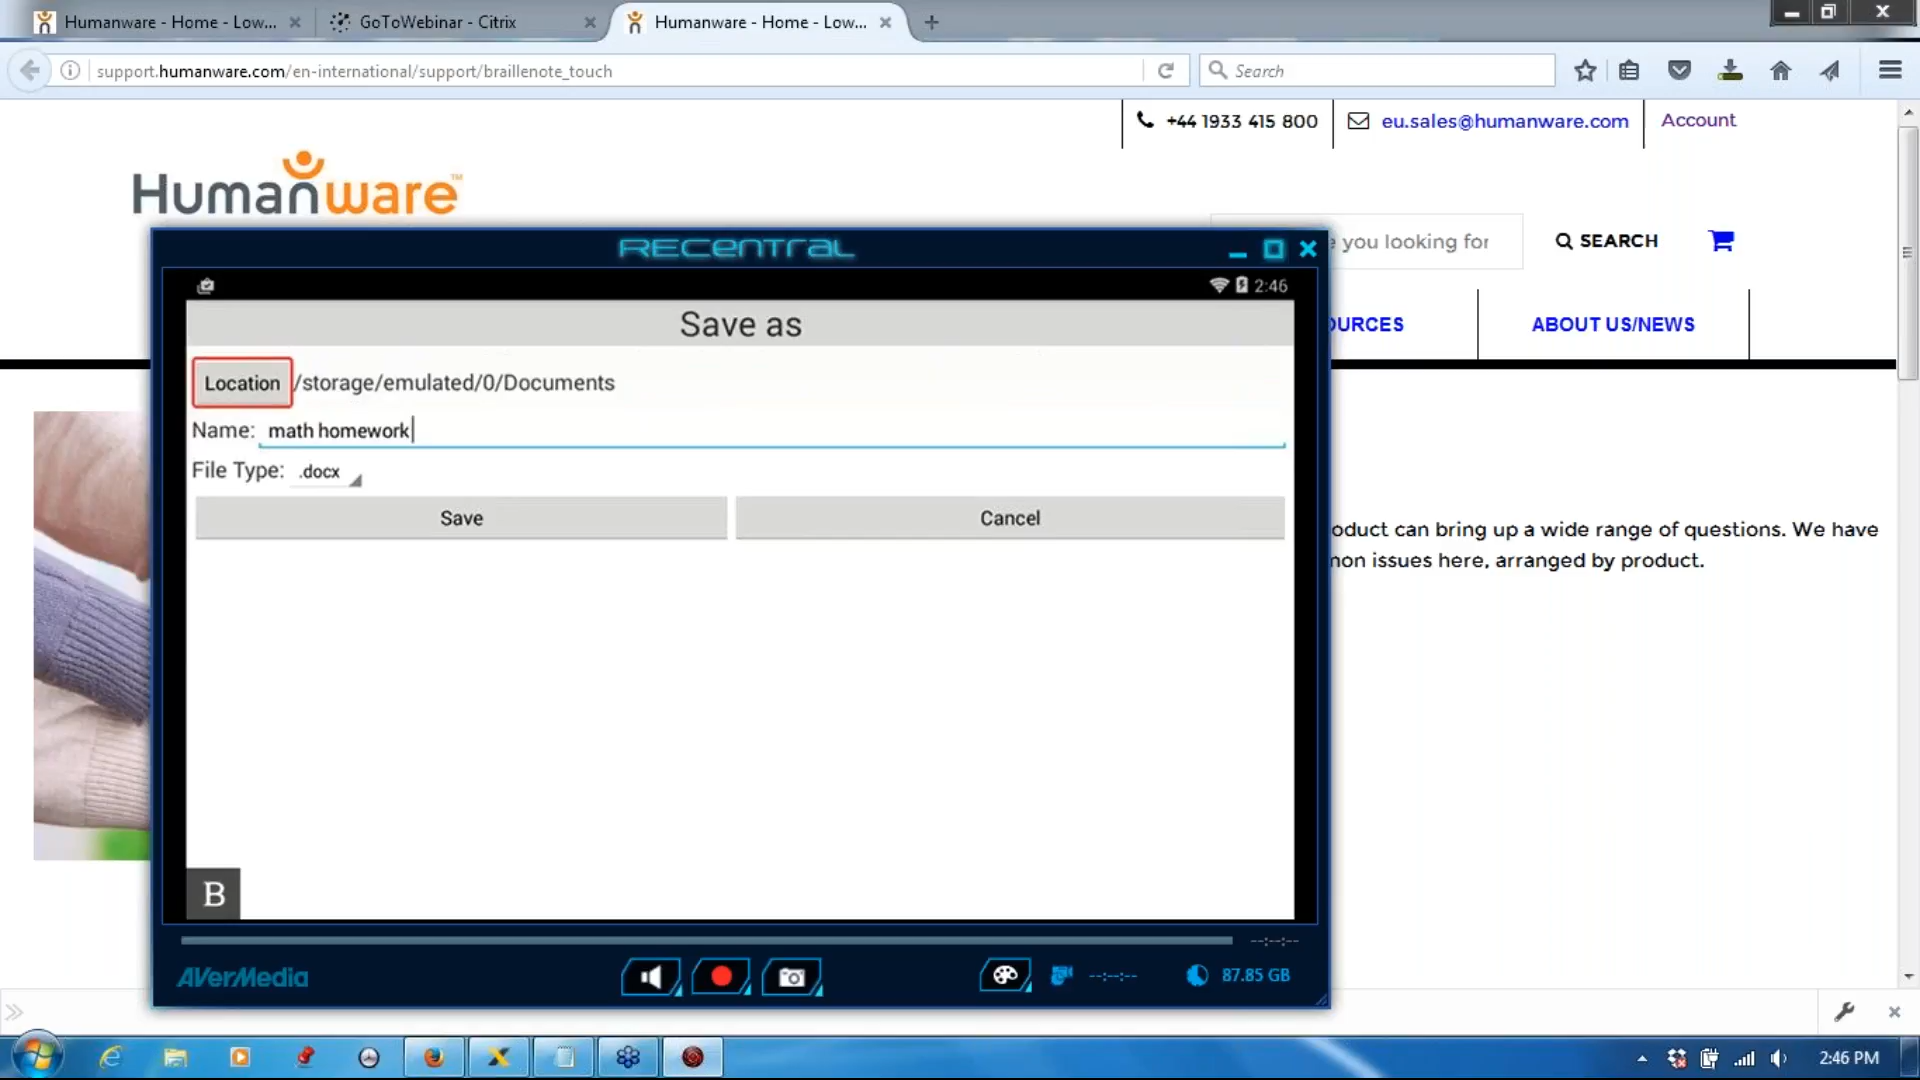 Humanware - Home - Low...
GoToWebinar - Citrix
Humanware - Home - Low...
support.humanware.com/en-international/support/braillenote_touch
Search
+44 1933 415 800
eu.sales@humanware.com
Account
Humanware™
RECentral
e you looking for
SEARCH
2:46
Save as
OURCES
ABOUT US/NEWS
Location
/storage/emulated/0/Documents
Name: math homework
File Type: .docx
Save
Cancel
oduct can bring up a wide range of questions. We have
mon issues here, arranged by product.
B
--:--:--
AVerMedia
--:--:--
87.85 GB
2:46 PM